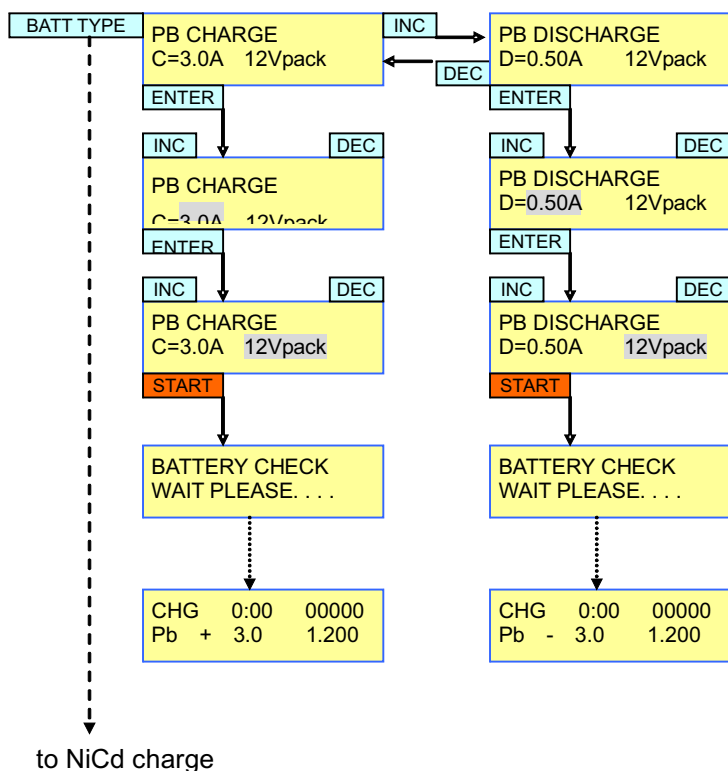 BATT TYPE
PB CHARGE
C=3.0A 12Vpack
INC
DEC
PB DISCHARGE
D=0.50A 12Vpack
ENTER
ENTER
INC
DEC
PB CHARGE
C=3.0A 12Vpack
INC
DEC
PB DISCHARGE
D=0.50A 12Vpack
ENTER
ENTER
INC
DEC
PB CHARGE
C=3.0A 12Vpack
INC
DEC
PB DISCHARGE
D=0.50A 12Vpack
START
START
BATTERY CHECK
WAIT PLEASE. . . .
BATTERY CHECK
WAIT PLEASE. . . .
CHG 0:00 00000
Pb + 3.0 1.200
CHG 0:00 00000
Pb - 3.0 1.200
to NiCd charge